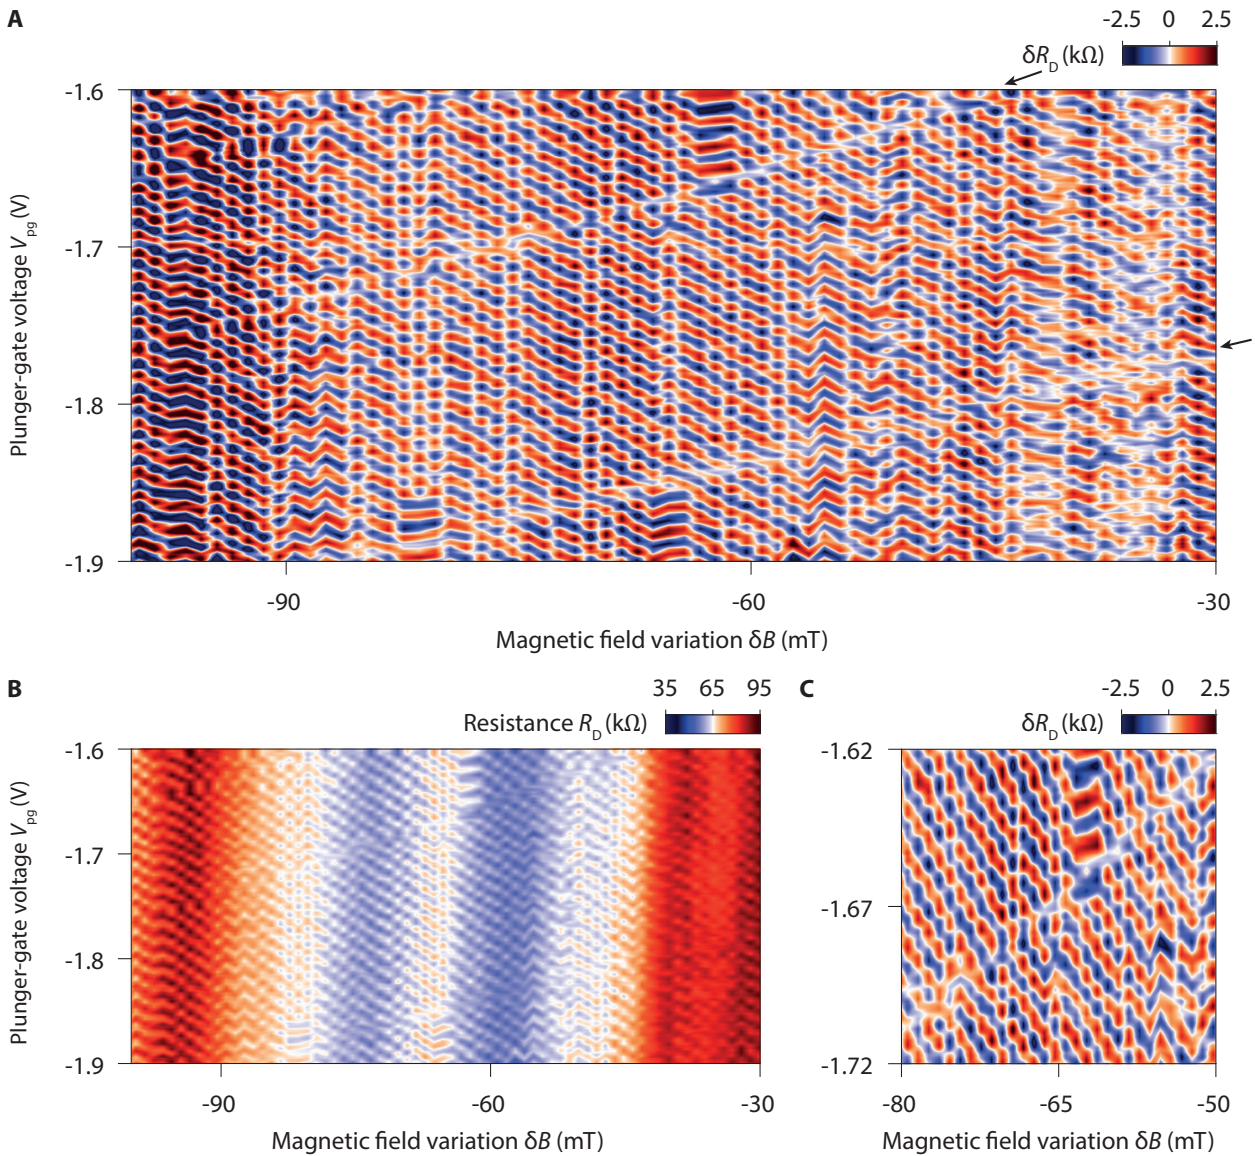 A
-2.5 0 2.5
δR_D (kΩ)
-1.6
-1.7
-1.8
-1.9
Plunger-gate voltage V_pg (V)
-90 -60 -30
Magnetic field variation δB (mT)
B
35 65 95
Resistance R_D (kΩ)
-1.6
-1.7
-1.8
-1.9
Plunger-gate voltage V_pg (V)
-90 -60 -30
Magnetic field variation δB (mT)
C
-2.5 0 2.5
δR_D (kΩ)
-1.62
-1.67
-1.72
-80 -65 -50
Magnetic field variation δB (mT)